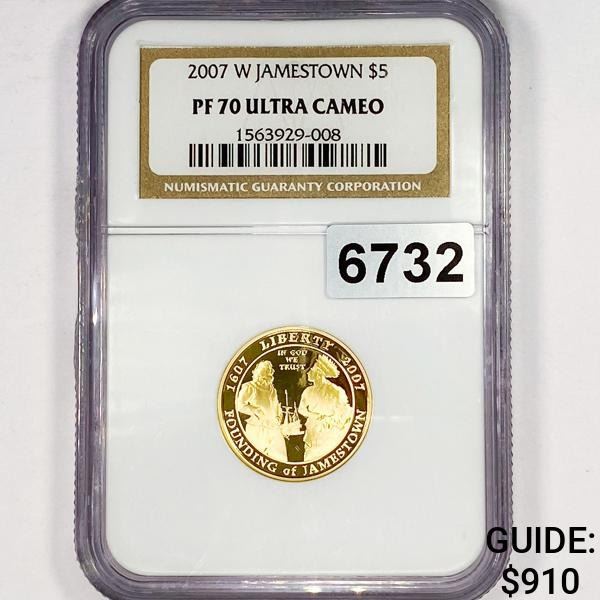 2007 W JAMESTOWN $5
PF 70 ULTRA CAMEO
1563929-008
NUMISMATIC GUARANTY CORPORATION
6732
1607 LIBERTY 2007
IN GOD
WE
TRUST
FOUNDING of JAMESTOWN
GUIDE:
$910